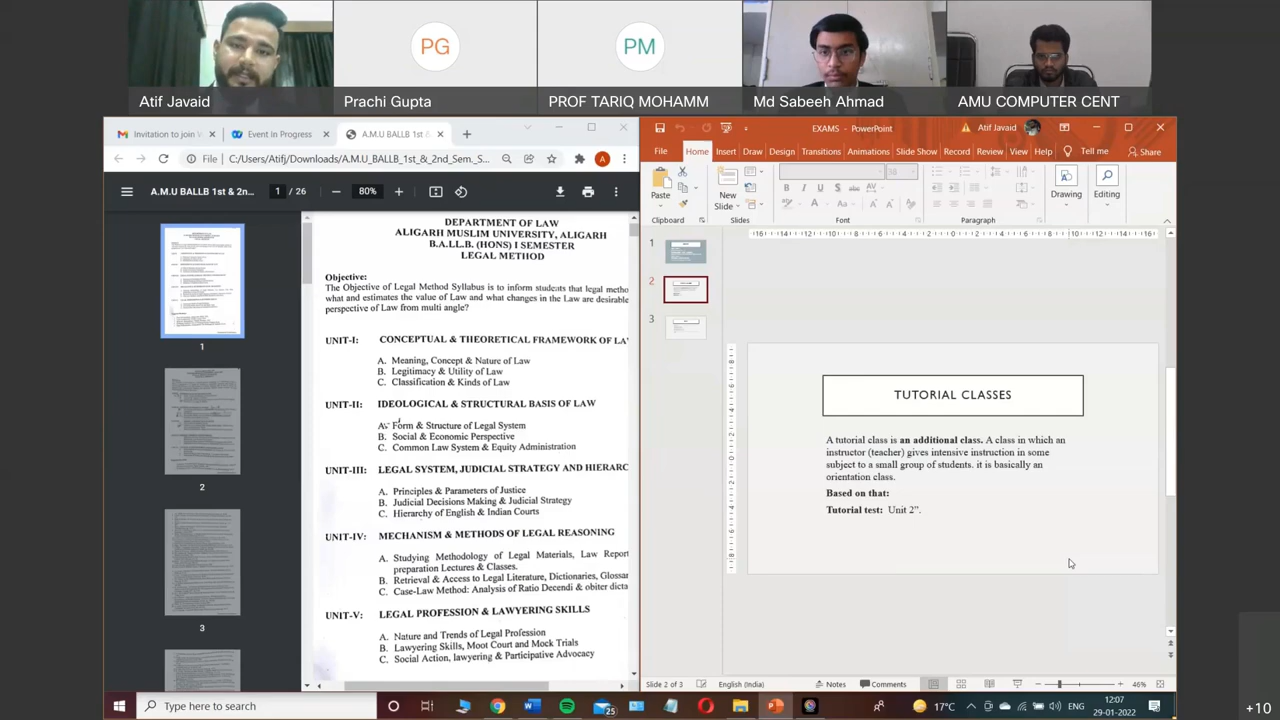 PG
PM
Atif Javaid
Prachi Gupta
PROF TARIQ MOHAMM
Md Sabeeh Ahmad
AMU COMPUTER CENT
Invitation to join
Event in Progress
A.M.U BALLB 1st &
File
C:/Users/Atifj/Downloads/A.M.U_BALLB_1st_&_2nd_Sem._S...
A
A.M.U BALLB 1st & 2n...
1 / 26
80%
1
2
3
DEPARTMENT OF LAW
ALIGARH MUSLIM UNIVERSITY, ALIGARH
B.A.LL.B. (HONS) I SEMESTER
LEGAL METHOD
Objective:
The Objective of Legal Method Syllabus is to inform students that legal metho
what and estimates the value of Law and what changes in the Law are desirable
perspective of Law from multi angle?
UNIT-I: CONCEPTUAL & THEORETICAL FRAMEWORK OF LA
A. Meaning, Concept & Nature of Law
B. Legitimacy & Utility of Law
C. Classification & Kinds of Law
UNIT-II: IDEOLOGICAL & STRUCTURAL BASIS OF LAW
A. Form & Structure of Legal System
B. Social & Economic Perspective
C. Common Law System & Equity Administration
UNIT-III: LEGAL SYSTEM, JUDICIAL STRATEGY AND HIERARC
A. Principles & Parameters of Justice
B. Judicial Decisions Making & Judicial Strategy
C. Hierarchy of English & Indian Courts
UNIT-IV: MECHANISM & METHODS OF LEGAL REASONING
A. Studying Methodology of Legal Materials, Law Report
preparation Lectures & Classes.
B. Retrieval & Access to Legal Literature, Dictionaries, Glossar
C. Case-Law Method: Analysis of Ratio Decendi & obiter dicta
UNIT-V: LEGAL PROFESSION & LAWYERING SKILLS
A. Nature and Trends of Legal Profession
B. Lawyering Skills, Moot Court and Mock Trials
C. Social Action, lawyering & Participative Advocacy
EXAMS - PowerPoint
Atif Javaid
File Home Insert Draw Design Transitions Animations Slide Show Record Review View Help Tell me Share
Paste
New
Slide
Drawing
Editing
Clipboard
Slides
Font
Paragraph
1
2
3
TUTORIAL CLASSES
A tutorial class is an additional class. A class in which an
instructor (teacher) gives intensive instruction in some
subject to a small group of students. it is basically an
orientation class.
Based on that:
Tutorial test: Unit 2".
Slide 2 of 3
English (India)
Notes
Comments
46%
Type here to search
25
17°C
12:07
ENG
29-01-2022
+10